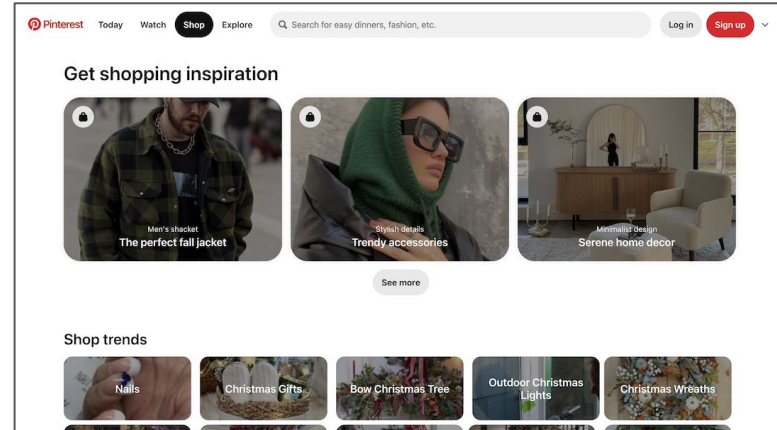 Pinterest Today Watch Shop Explore Search for easy dinners, fashion, etc. Log in Sign up
Get shopping inspiration
Men's shacket
The perfect fall jacket
Stylish details
Trendy accessories
Minimalist design
Serene home decor
See more
Shop trends
Nails
Christmas Gifts
Bow Christmas Tree
Outdoor Christmas
Lights
Christmas Wreaths